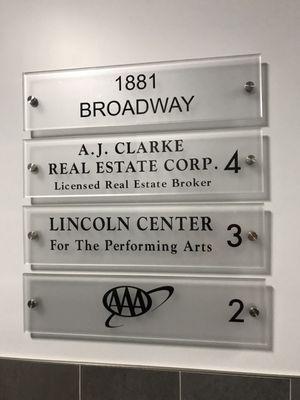 1881
BROADWAY
A.J. CLARKE
REAL ESTATE CORP. 4
Licensed Real Estate Broker
LINCOLN CENTER
For The Performing Arts 3
AAA 2